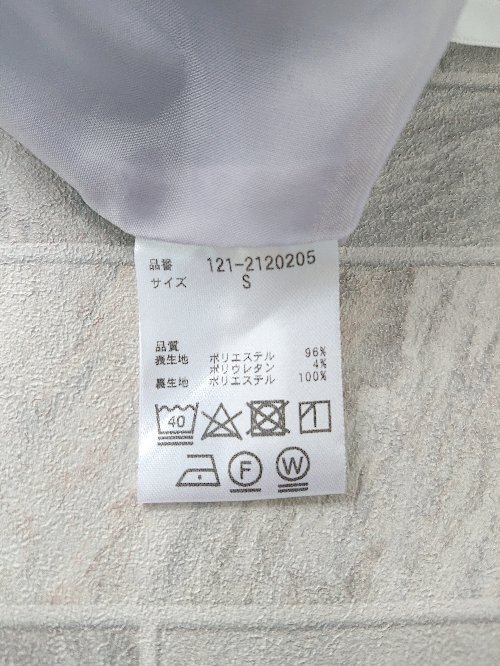 品番 121-2120205
サイズ S
品質
表生地 ポリエステル 96%
ポリウレタン 4%
裏生地 ポリエステル 100%
40
F W